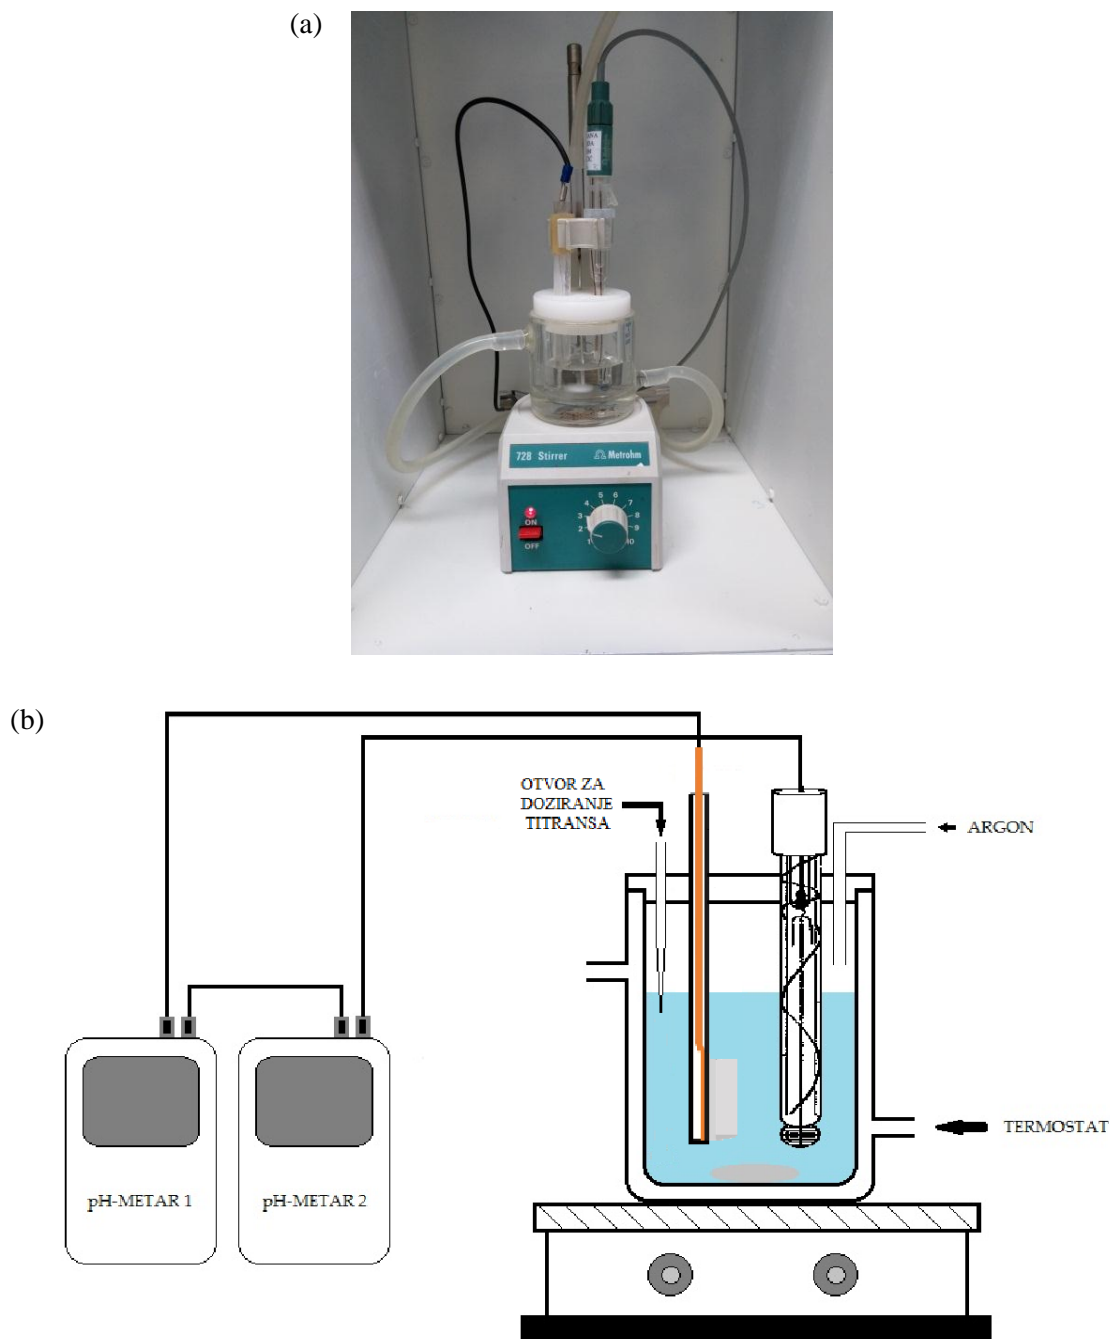 (a)
728 Stirrer
Metrohm
1
2
3
4
5
6
7
8
9
10
ON
OFF
(b)
OTVOR ZA
DOZIRANJE
TITRANSA
ARGON
TERMOSTAT
pH-METAR 1
pH-METAR 2